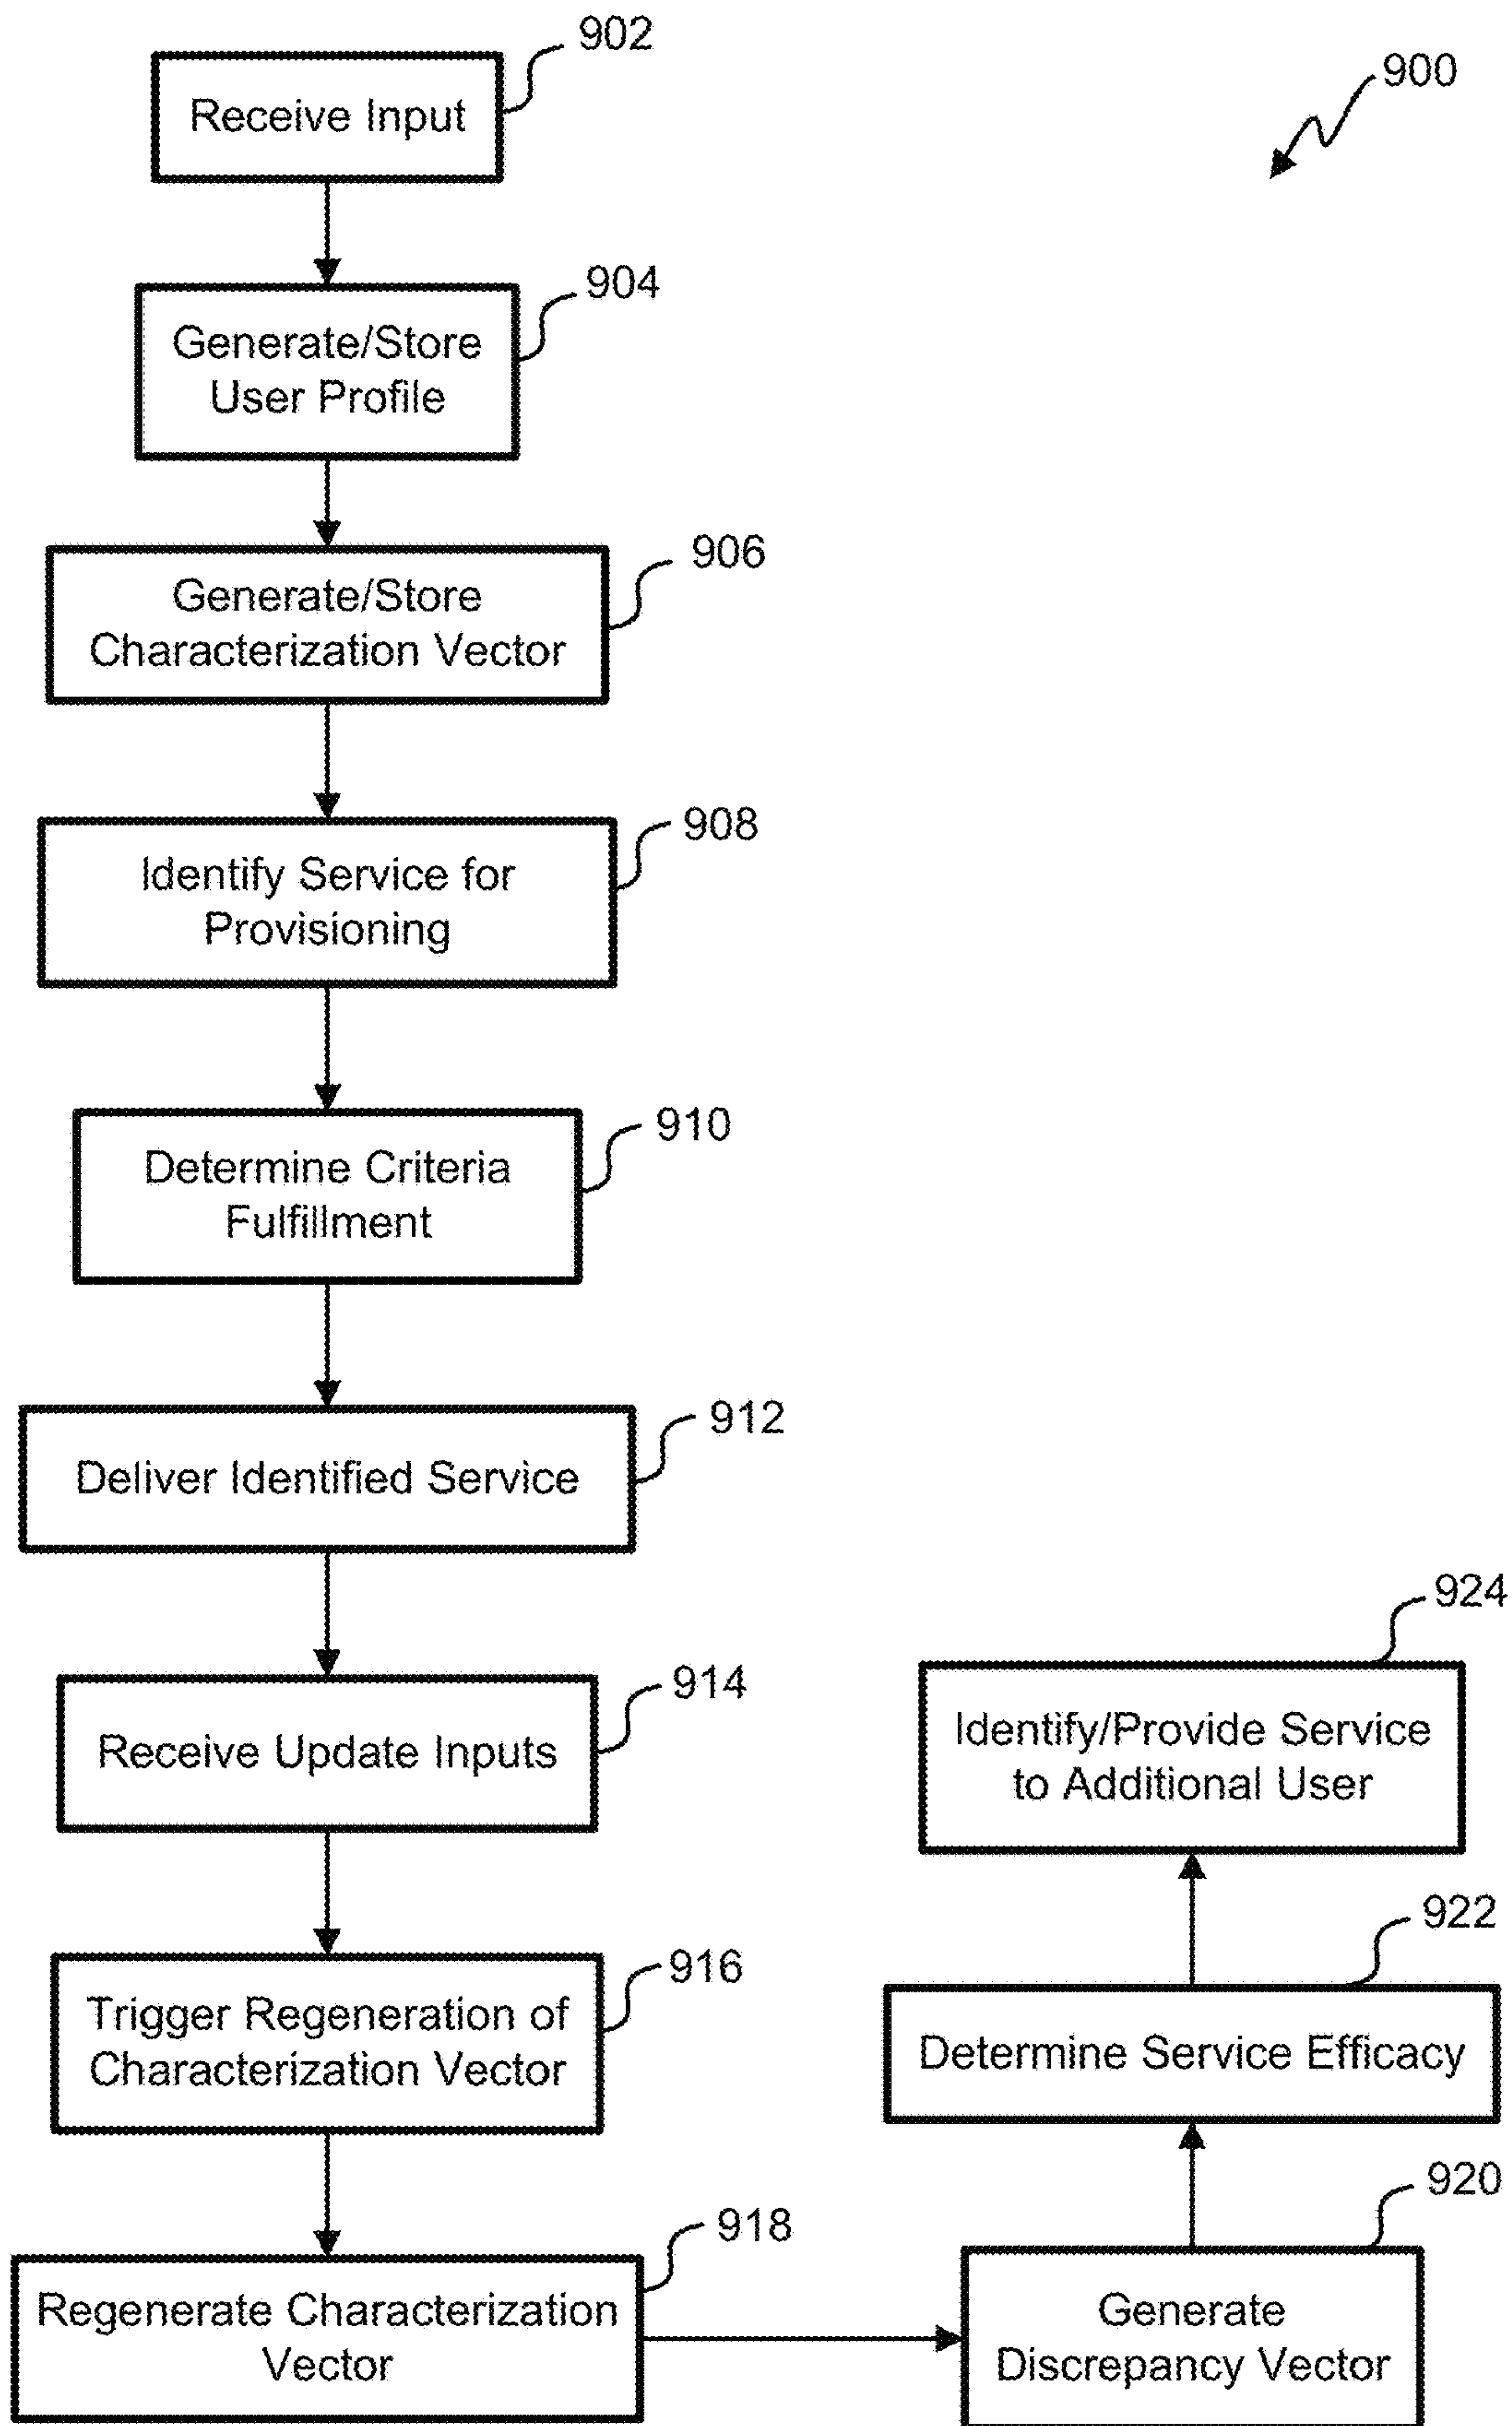 902
Receive Input
900
904
Generate/Store
User Profile
906
Generate/Store
Characterization Vector
908
Identify Service for
Provisioning
910
Determine Criteria
Fulfillment
912
Deliver Identified Service
914
Receive Update Inputs
916
Trigger Regeneration of
Characterization Vector
918
Regenerate Characterization
Vector
920
Generate
Discrepancy Vector
922
Determine Service Efficacy
924
Identify/Provide Service
to Additional User